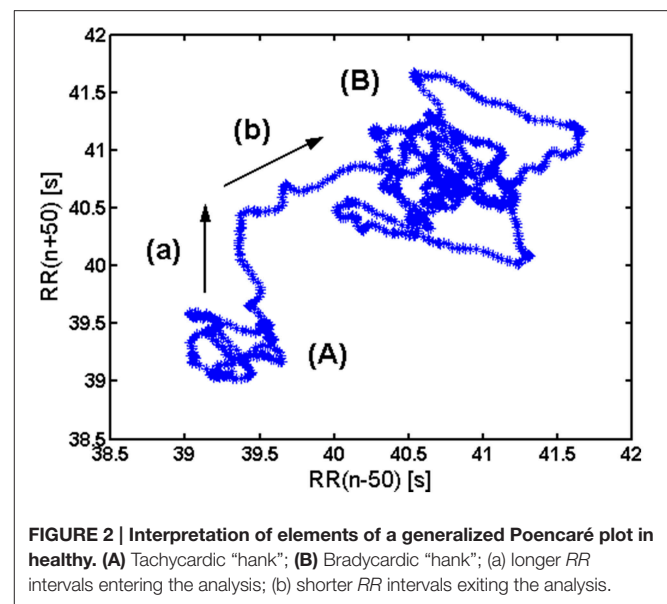 42
41.5
41
40.5
40
39.5
39
38.5
RR(n+50) [s]
(B)
(b)
(a)
(A)
38.5 39 39.5 40 40.5 41 41.5 42
RR(n-50) [s]
FIGURE 2 | Interpretation of elements of a generalized Poencaré plot in
healthy. (A) Tachycardic “hank”; (B) Bradycardic “hank”; (a) longer RR
intervals entering the analysis; (b) shorter RR intervals exiting the analysis.